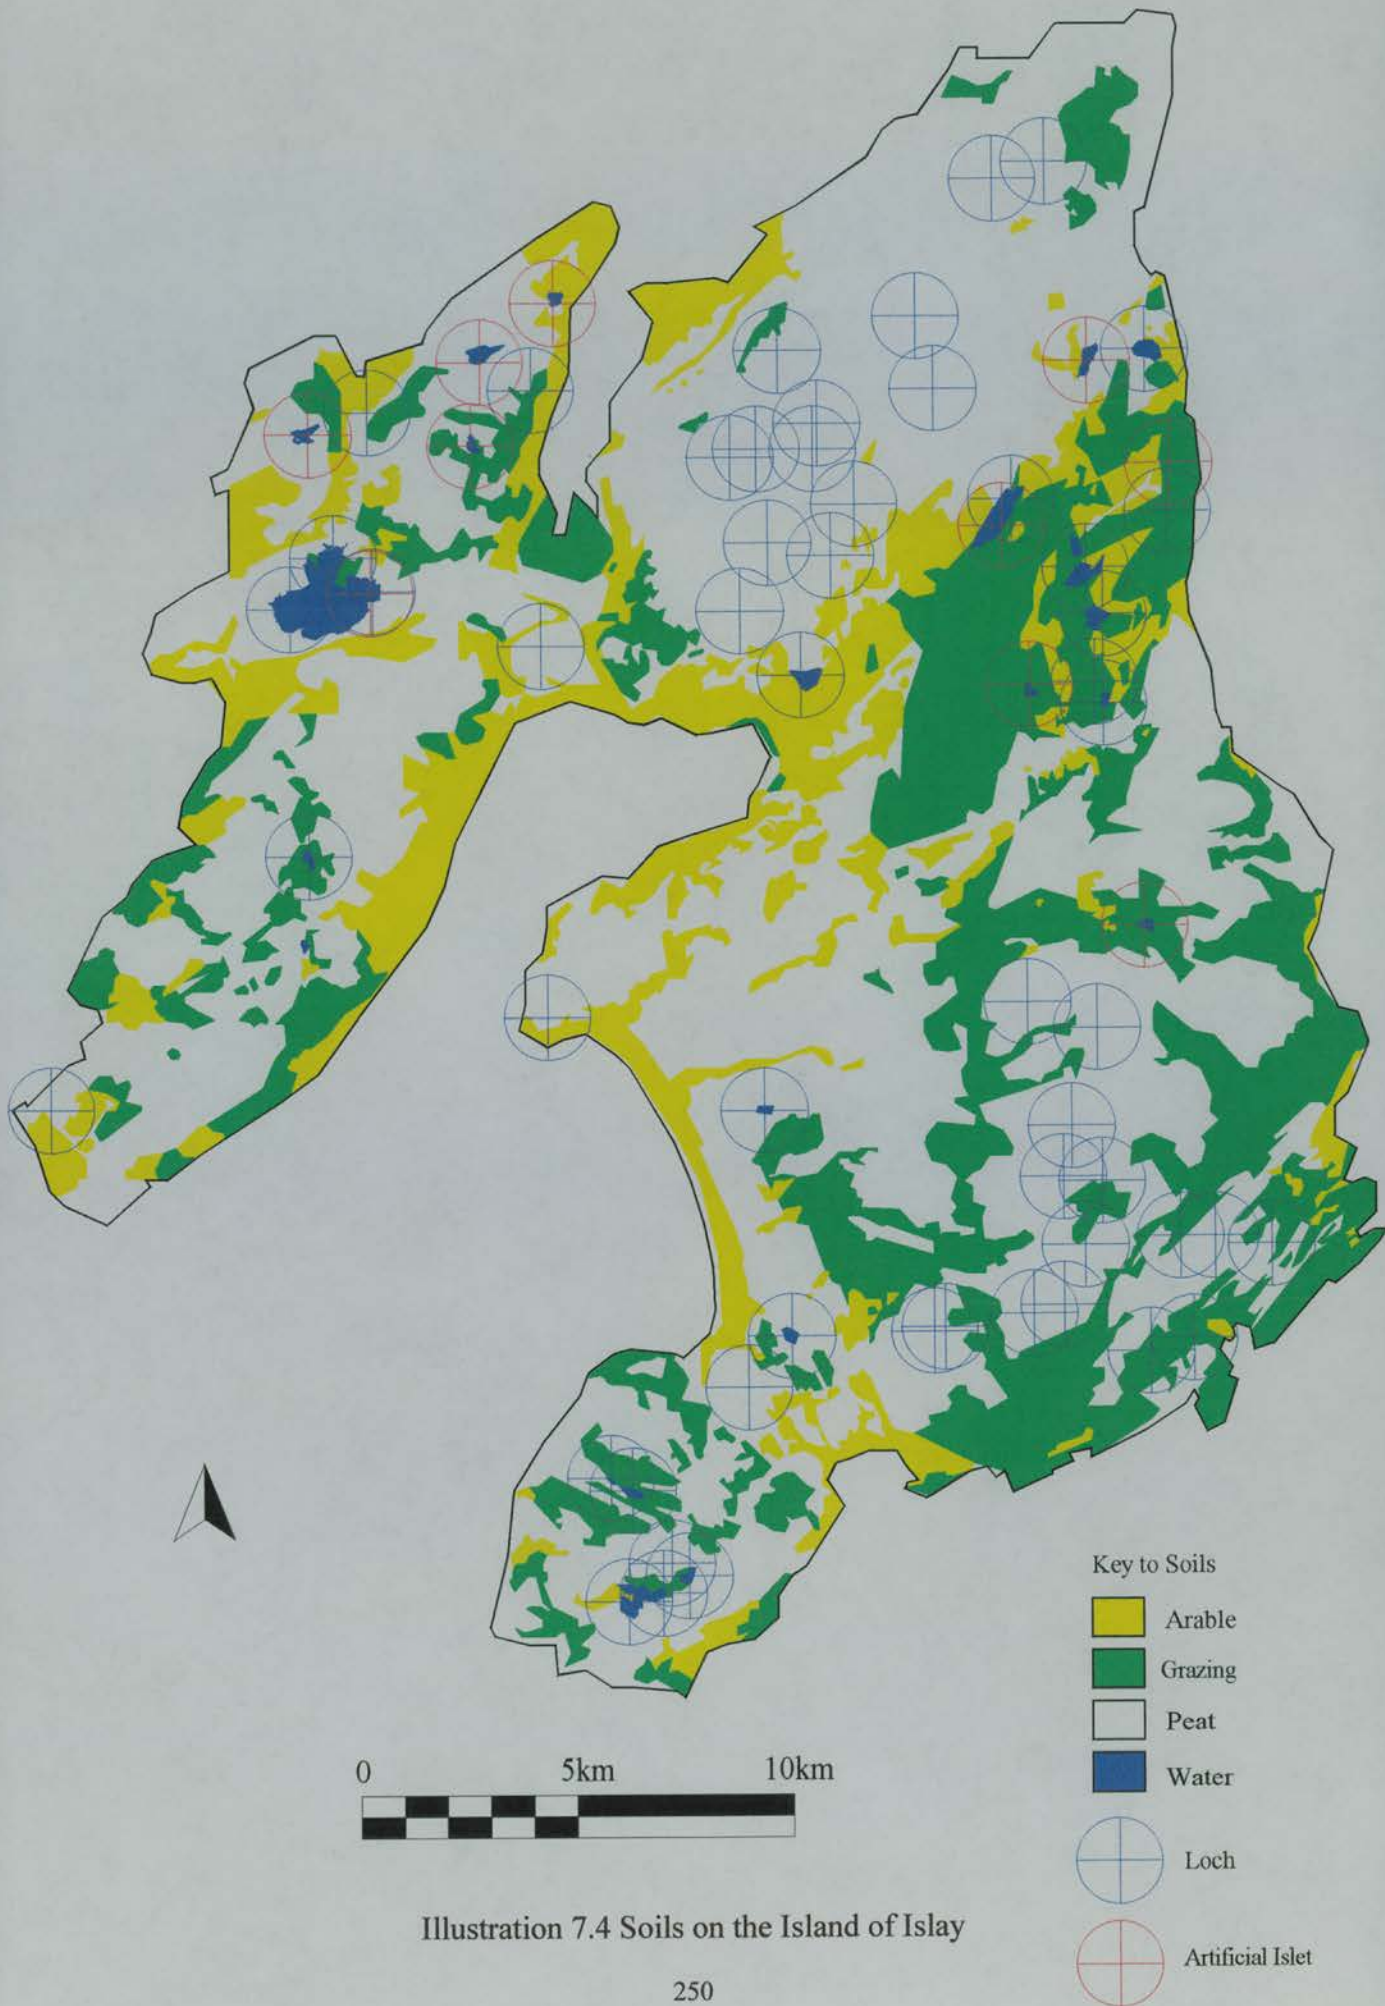 Key to Soils
Arable
Grazing
Peat
Water
Loch
Artificial Islet
0 5km 10km
Illustration 7.4 Soils on the Island of Islay
250